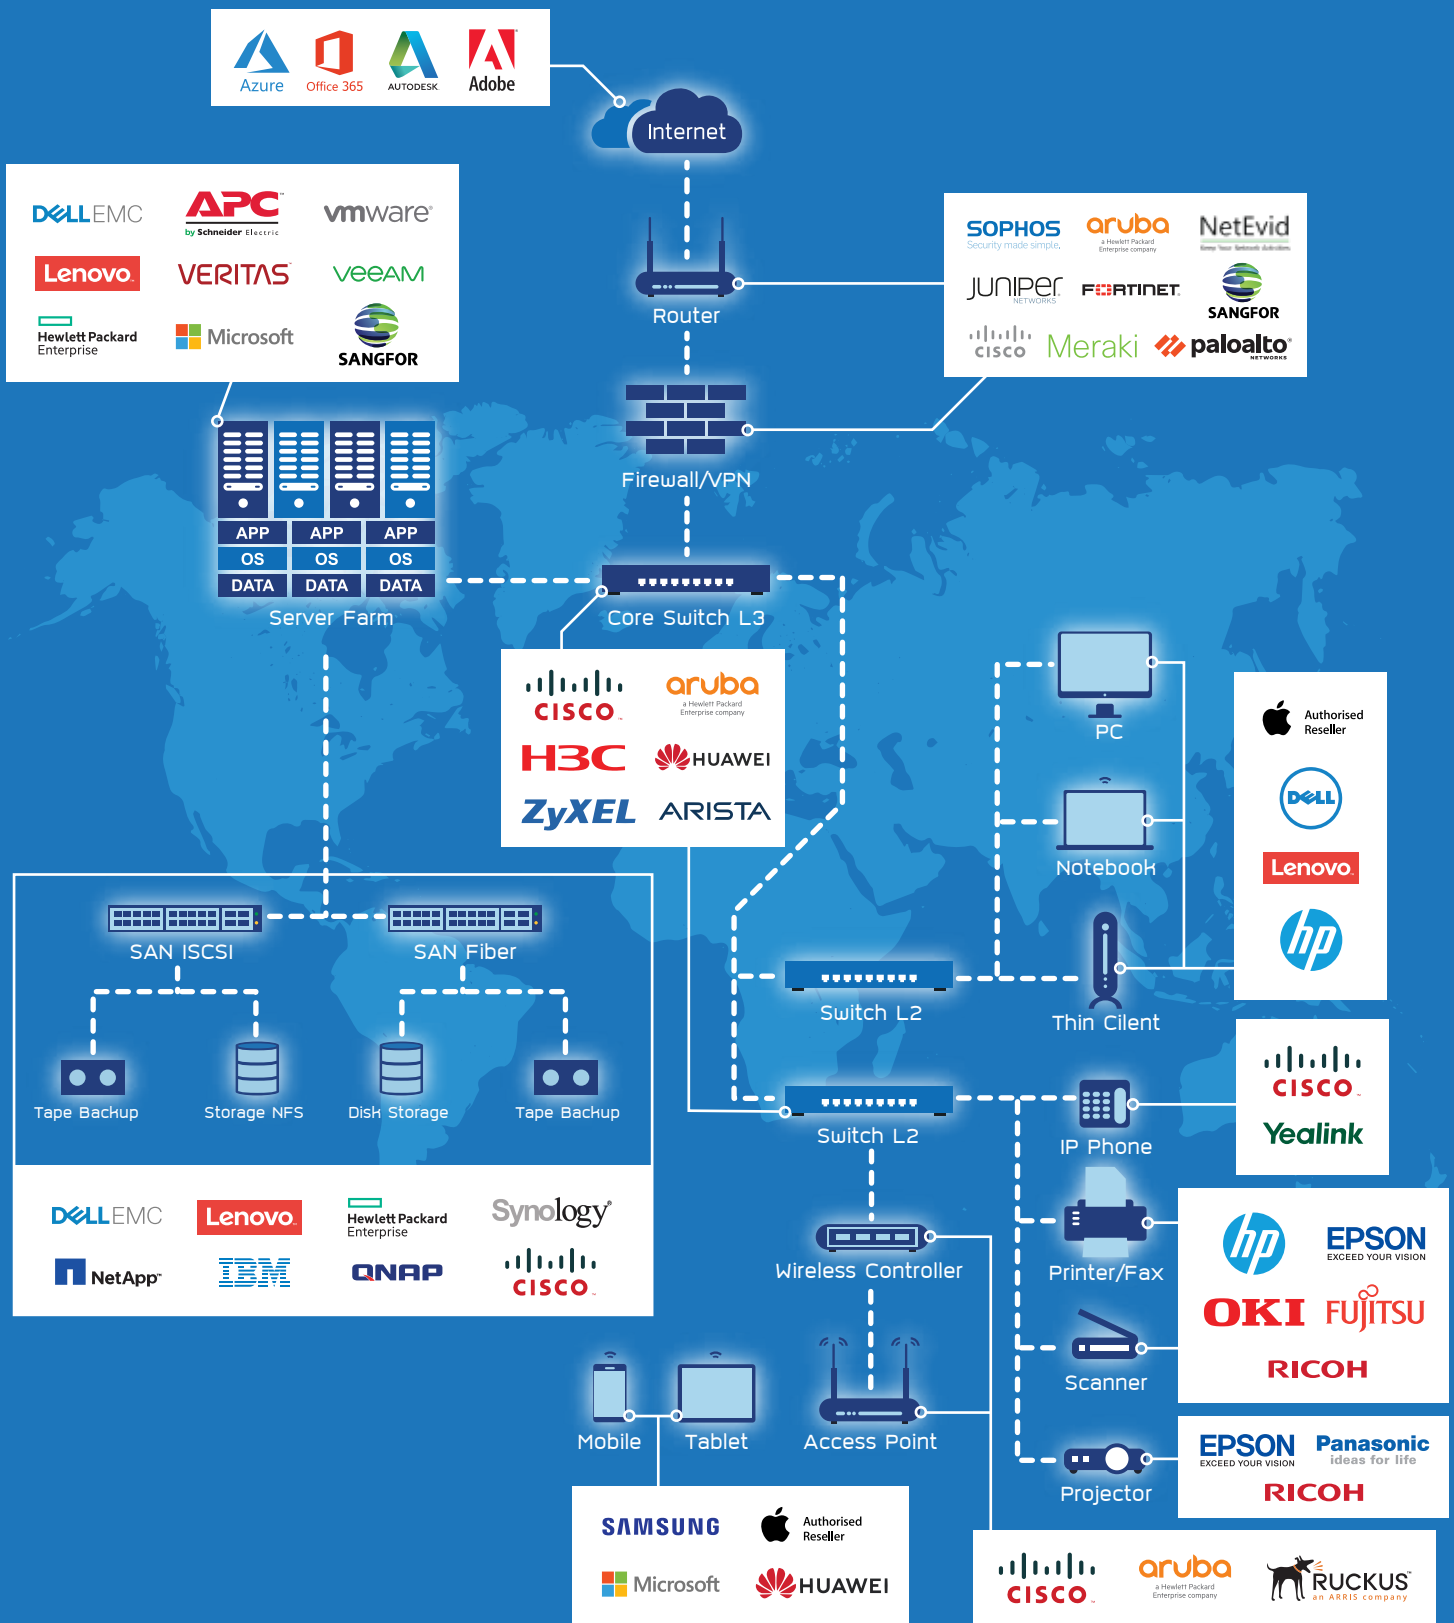 Azure
Office 365
AUTODESK
Adobe
Internet
DELLEMC
APC
by Schneider Electric
vmware
Lenovo
VERITAS
veeAM
Hewlett Packard
Enterprise
Microsoft
SANGFOR
SOPHOS
Security made simple.
aruba
a Hewlett Packard
Enterprise company
NetEvid
JUNIPER
NETWORKS
FORTINET
SANGFOR
CISCO
Meraki
paloalto
NETWORKS
Router
Firewall/VPN
APP APP APP
OS OS OS
DATA DATA DATA
Server Farm
Core Switch L3
CISCO
aruba
a Hewlett Packard
Enterprise company
H3C
HUAWEI
ZyXEL
ARISTA
PC
Notebook
Thin Cilent
Authorised
Reseller
DELL
Lenovo
hp
SAN ISCSI
SAN Fiber
Tape Backup
Storage NFS
Disk Storage
Tape Backup
DELLEMC
Lenovo
Hewlett Packard
Enterprise
Synology
NetApp
IBM
QNAP
CISCO
Switch L2
Switch L2
IP Phone
CISCO
Yealink
Wireless Controller
Printer/Fax
hp
EPSON
EXCEED YOUR VISION
OKI
FUJITSU
RICOH
Scanner
Mobile
Tablet
Access Point
Projector
EPSON
EXCEED YOUR VISION
Panasonic
ideas for life
RICOH
SAMSUNG
Authorised
Reseller
Microsoft
HUAWEI
CISCO
aruba
a Hewlett Packard
Enterprise company
RUCKUS
an ARRIS company